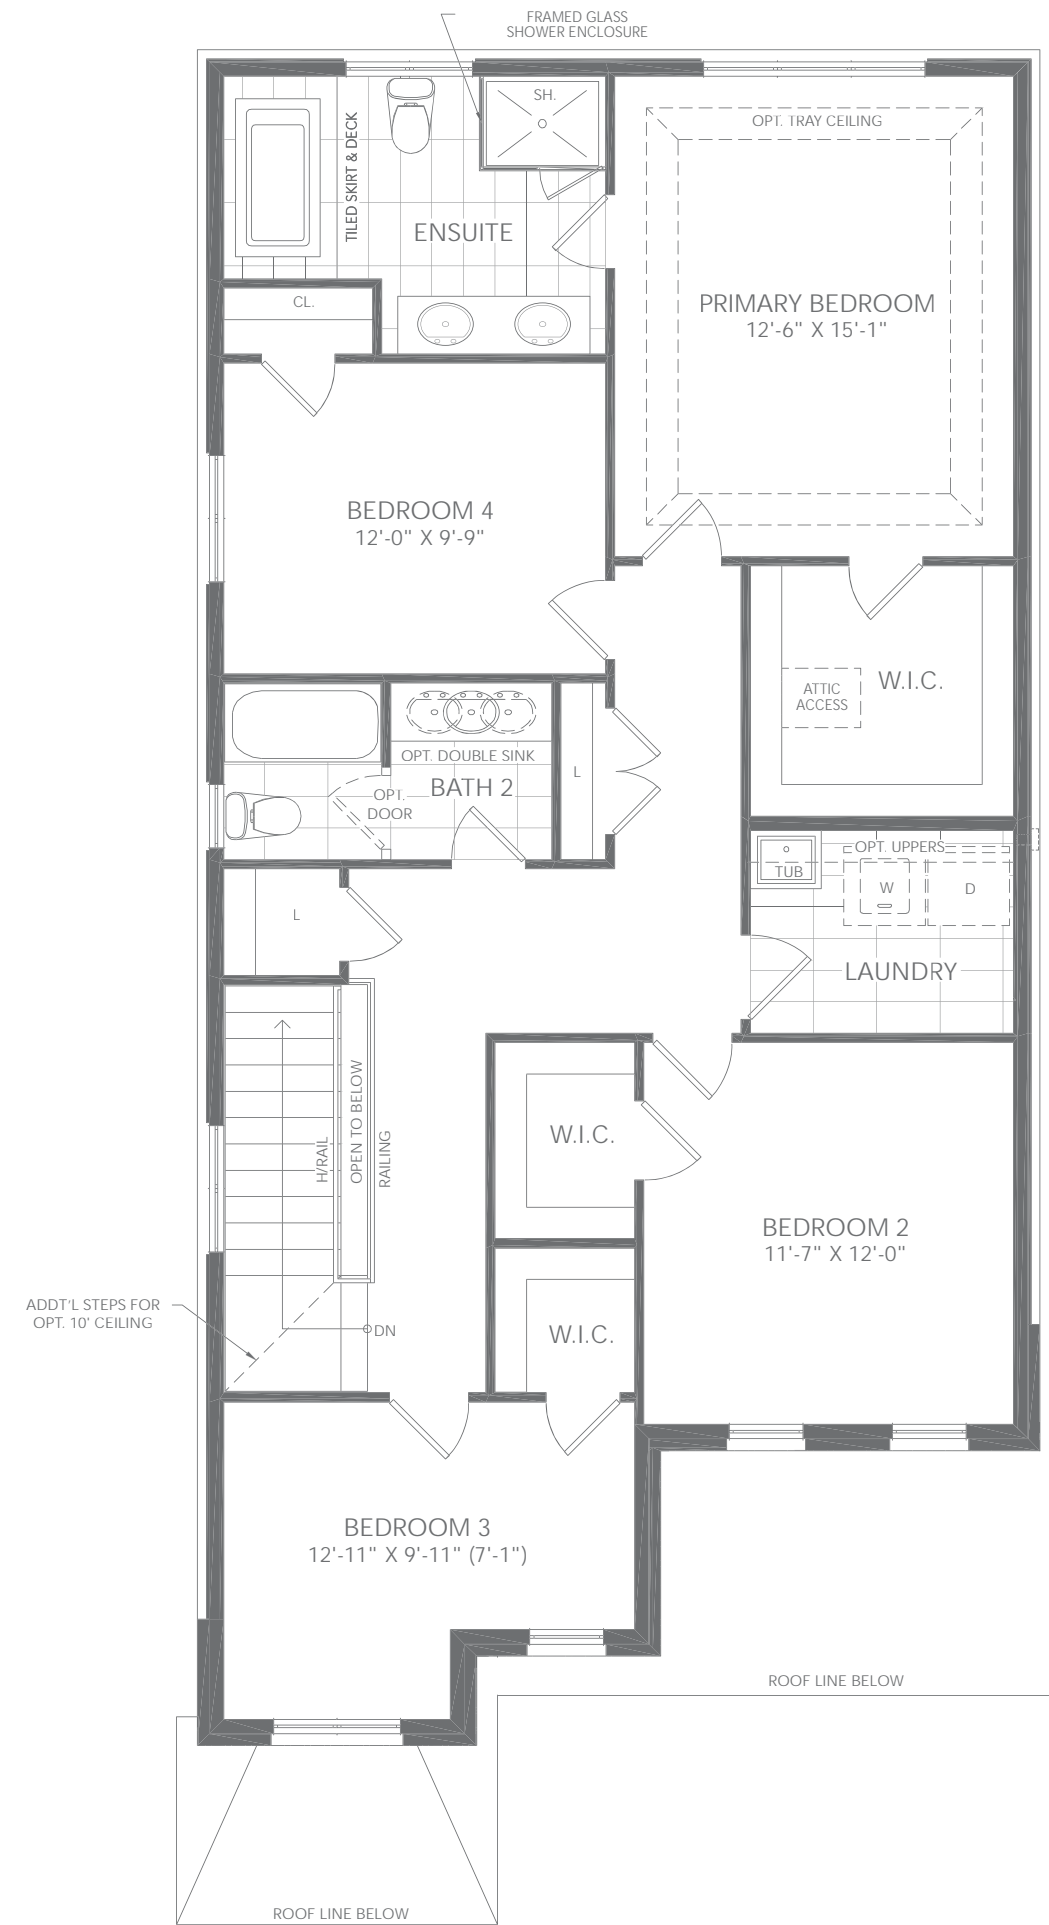 FRAMED GLASS
SHOWER ENCLOSURE
SH.
OPT. TRAY CEILING
TILED SKIRT & DECK
ENSUITE
CL.
PRIMARY BEDROOM
12'-6" X 15'-1"
BEDROOM 4
12'-0" X 9'-9"
W.I.C.
ATTIC
ACCESS
OPT. DOUBLE SINK
BATH 2
OPT.
DOOR
L
OPT. UPPERS
TUB
W
D
L
LAUNDRY
H/RAIL
OPEN TO BELOW
RAILING
W.I.C.
BEDROOM 2
11'-7" X 12'-0"
ADDT'L STEPS FOR
OPT. 10' CEILING
DN
W.I.C.
BEDROOM 3
12'-11" X 9'-11" (7'-1")
ROOF LINE BELOW
ROOF LINE BELOW